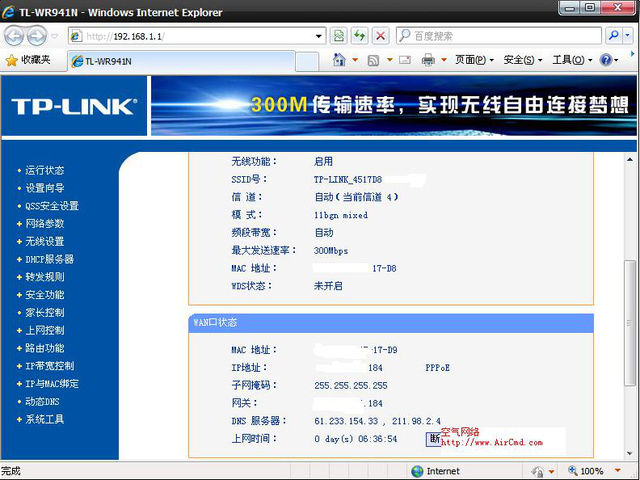 TL-WR941N - Windows Internet Explorer
http://192.168.1.1/
百度搜索
收藏夹
TL-WR941N
页面(P)
安全(S)
工具(O)
TP-LINK®
300M传输速率，实现无线自由连接梦想
运行状态
设置向导
QSS安全设置
网络参数
无线设置
DHCP服务器
转发规则
安全功能
家长控制
上网控制
路由功能
IP带宽控制
IP与MAC绑定
动态DNS
系统工具
无线功能： 启用
SSID号： TP-LINK_4517D8
信 道： 自动（当前信道 4）
模 式： 11bgn mixed
频段带宽： 自动
最大发送速率： 300Mbps
MAC 地址： 17-D8
WDS状态： 未开启
WAN口状态
MAC 地址： 17-D9
IP地址： 184 PPPoE
子网掩码： 255.255.255.255
网关： .184
DNS 服务器： 61.233.154.33 , 211.98.2.4
上网时间： 0 day(s) 06:36:54 断
空气网络
http://www.AirCmd.com
完成
Internet
100%